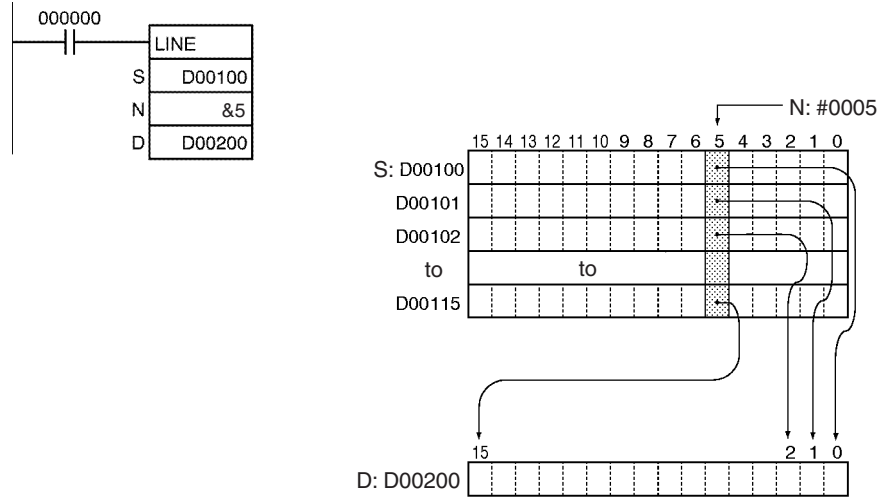 000000
LINE
S D00100
N &5
D D00200
N: #0005
15 14 13 12 11 10 9 8 7 6 5 4 3 2 1 0
S: D00100
D00101
D00102
to to
D00115
15 2 1 0
D: D00200